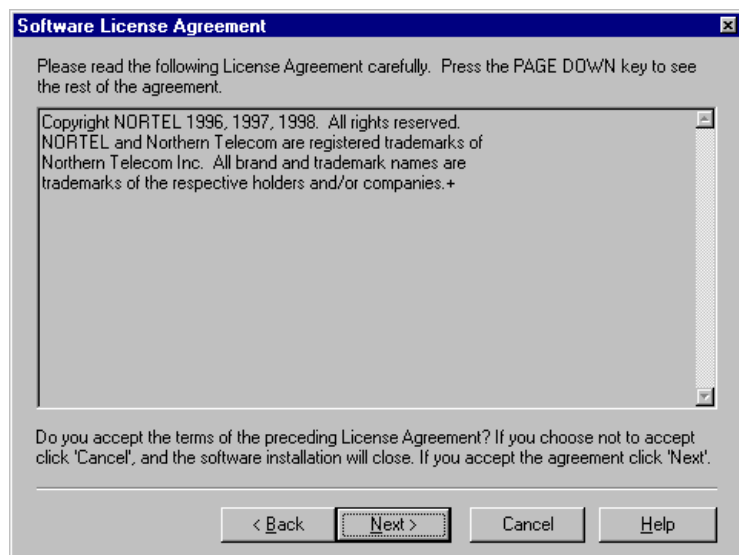 Software License Agreement
Please read the following License Agreement carefully. Press the PAGE DOWN key to see
the rest of the agreement.
Copyright NORTEL 1996, 1997, 1998. All rights reserved.
NORTEL and Northern Telecom are registered trademarks of
Northern Telecom Inc. All brand and trademark names are
trademarks of the respective holders and/or companies.+
Do you accept the terms of the preceding License Agreement? If you choose not to accept
click 'Cancel', and the software installation will close. If you accept the agreement click 'Next'.
< Back Next > Cancel Help